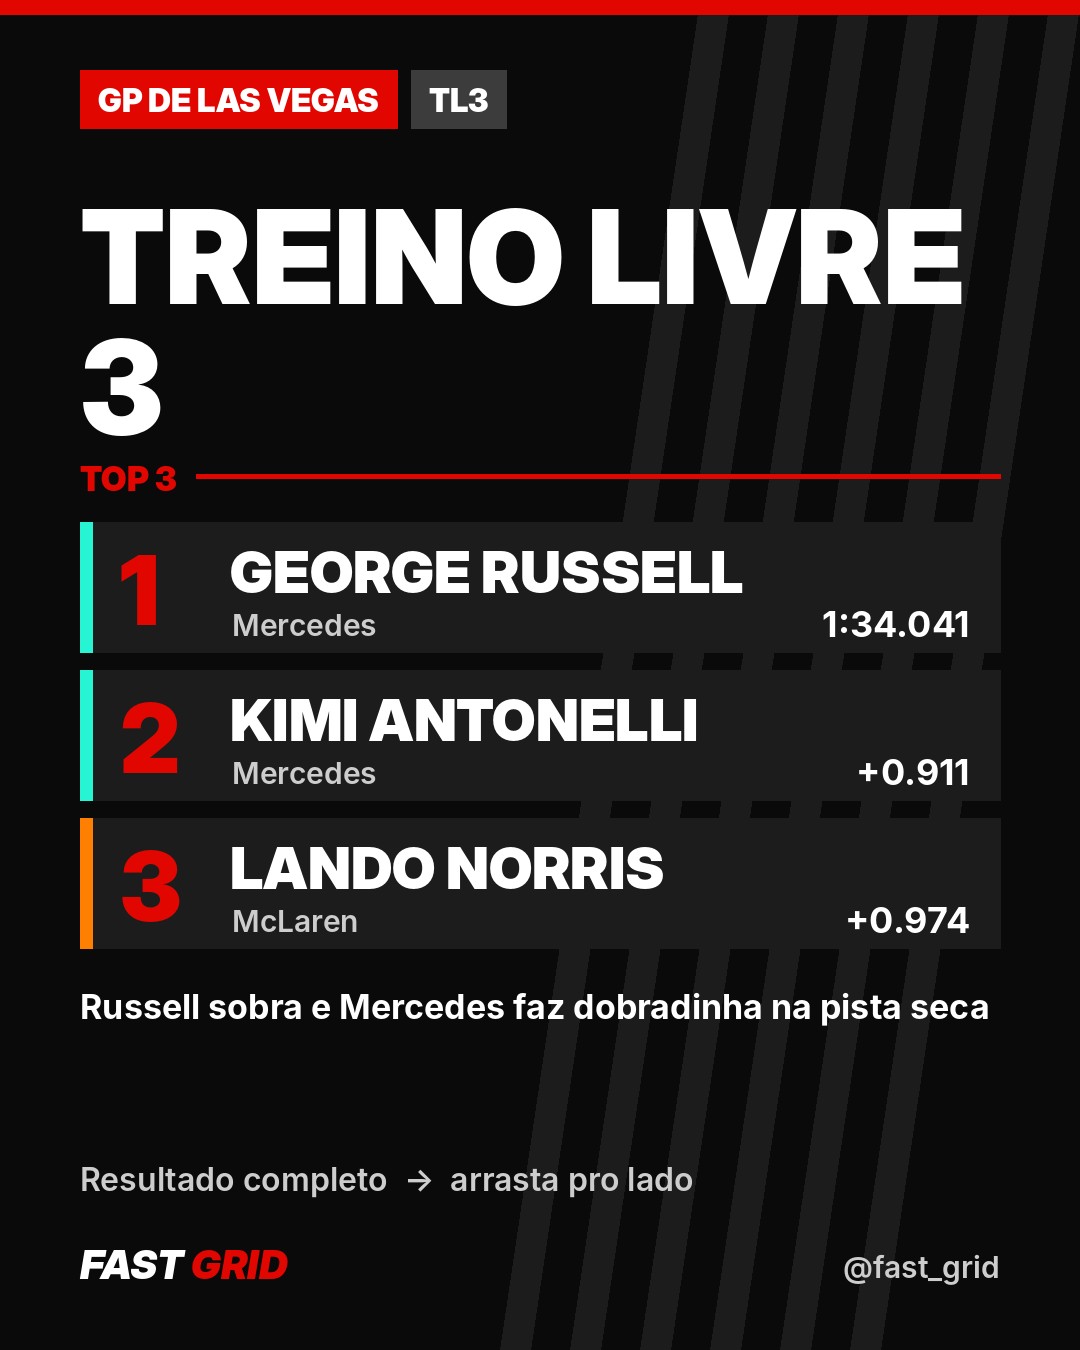 GP DE LAS VEGAS TL3
TREINO LIVRE
3
TOP 3
1 GEORGE RUSSELL
Mercedes 1:34.041
2 KIMI ANTONELLI
Mercedes +0.911
3 LANDO NORRIS
McLaren +0.974
Russell sobra e Mercedes faz dobradinha na pista seca
Resultado completo → arrasta pro lado
FAST GRID @fast_grid